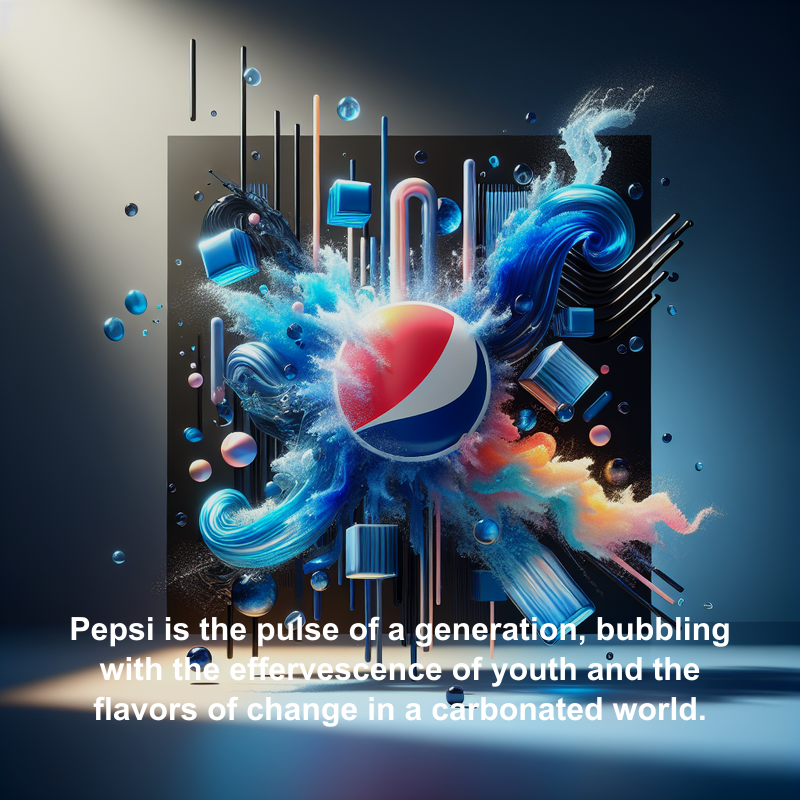 Pepsi is the pulse of a generation, bubbling
with the effervescence of youth and the
flavors of change in a carbonated world.